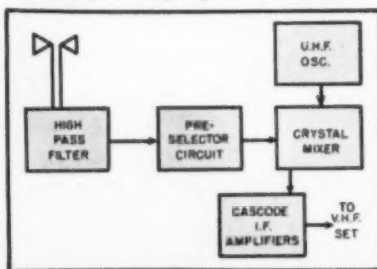 U.H.F.
OSC.
HIGH
PASS
FILTER
PRE-
SELECTOR
CIRCUIT
CRYSTAL
MIXER
CASCODE
I.F.
AMPLIFIERS
TO
V.H.F.
SET